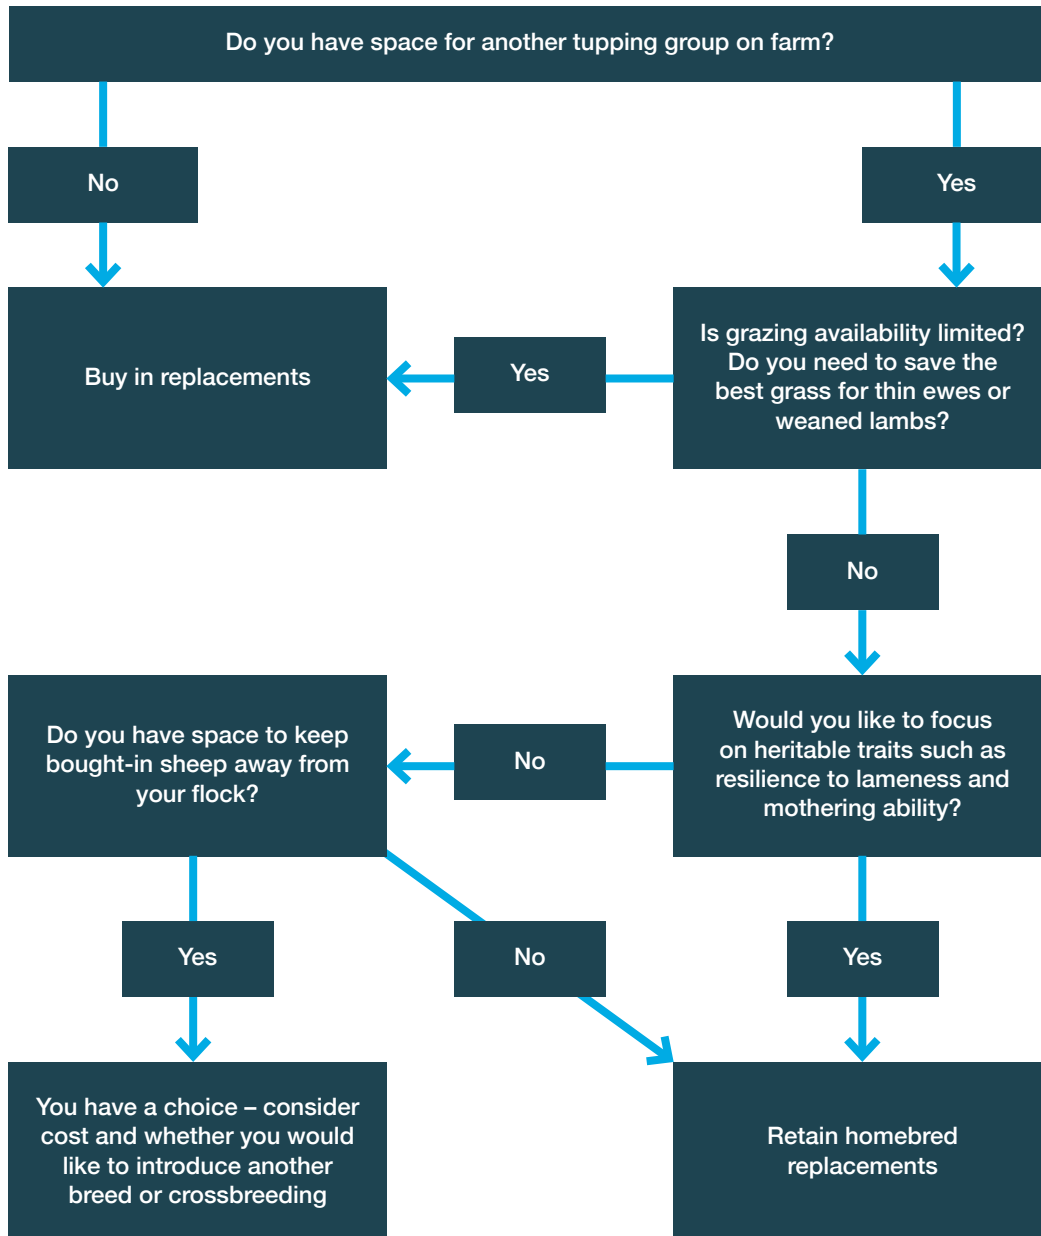 Do you have space for another tupping group on farm?
No
Yes
Buy in replacements
Yes
Is grazing availability limited?
Do you need to save the
best grass for thin ewes or
weaned lambs?
No
Do you have space to keep
bought-in sheep away from
your flock?
No
Would you like to focus
on heritable traits such as
resilience to lameness and
mothering ability?
Yes
No
Yes
You have a choice – consider
cost and whether you would
like to introduce another
breed or crossbreeding
Retain homebred
replacements